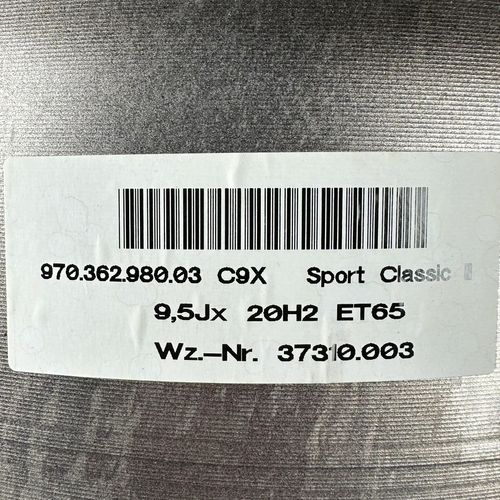 970.362.980.03 C9X Sport Classic
9,5Jx 20H2 ET65
Wz.-Nr. 37310.003